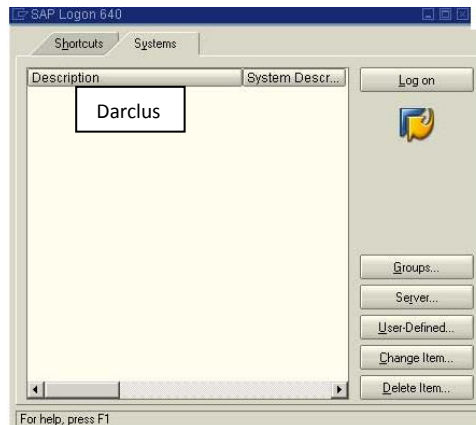 SAP Logon 640
Shortcuts Systems
Description System Descr...
Log on
Darclus
Groups...
Server...
User-Defined...
Change Item...
Delete Item...
For help, press F1